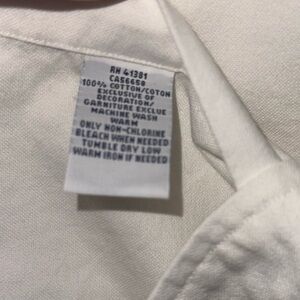 RN 41381
CA56658
100% COTTON/COTON
EXCLUSIVE OF
DECORATION/
GARNITURE EXCLUE
MACHINE WASH
WARM
ONLY NON-CHLORINE
BLEACH WHEN NEEDED
TUMBLE DRY LOW
WARM IRON IF NEEDED